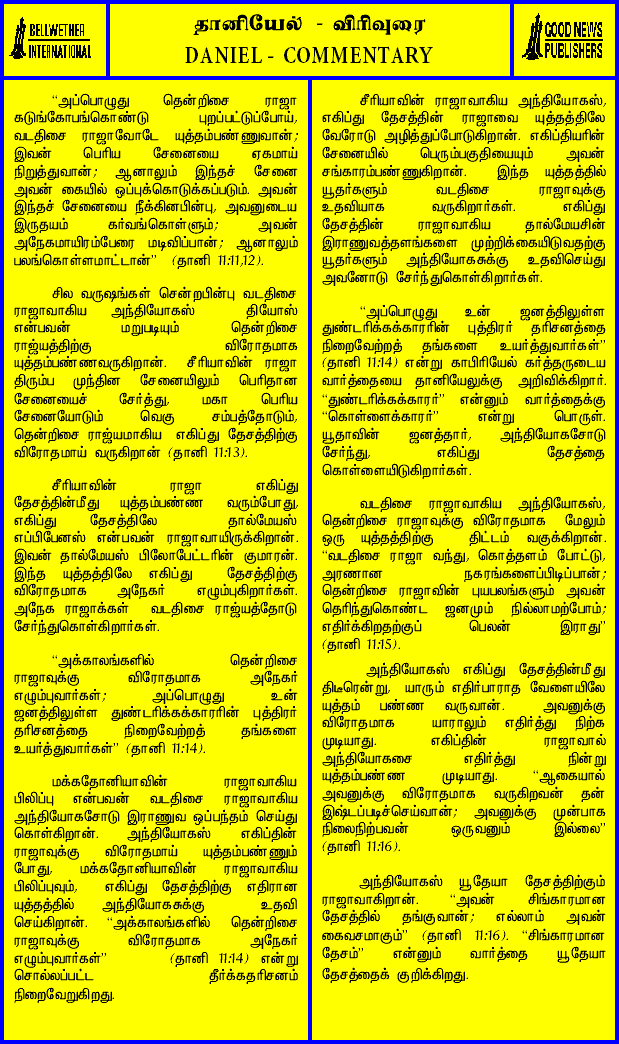 BELLWETHER
INTERNATIONAL
தானியேல் - விரிவுரை
DANIEL - COMMENTARY
GOOD NEWS
PUBLISHERS
“அப்பொழுது தென்றிசை ராஜா
கடுங்கோபங்கொண்டு புறப்பட்டுப்போய்,
வடதிசை ராஜாவோடே யுத்தம்பண்ணுவான்;
இவன் பெரிய சேனையை ஏகமாய்
நிறுத்துவான்; ஆனாலும் இந்தச் சேனை
அவன் கையில் ஒப்புக்கொடுக்கப்படும். அவன்
இந்தச் சேனையை நீக்கினபின்பு, அவனுடைய
இருதயம் கர்வங்கொள்ளும்; அவன்
அநேகமாயிரம்பேரை மடிவிப்பான்; ஆனாலும்
பலங்கொள்ளமாட்டான்” (தானி 11:11,12).
சில வருஷங்கள் சென்றபின்பு வடதிசை
ராஜாவாகிய அந்தியோகஸ் தியோஸ்
என்பவன் மறுபடியும் தென்றிசை
ராஜ்யத்திற்கு விரோதமாக
யுத்தம்பண்ணவருகிறான். சீரியாவின் ராஜா
திரும்ப முந்தின சேனையிலும் பெரிதான
சேனையைச் சேர்த்து, மகா பெரிய
சேனையோடும் வெகு சம்பத்தோடும்,
தென்றிசை ராஜ்யமாகிய எகிப்து தேசத்திற்கு
விரோதமாய் வருகிறான் (தானி 11:13).
சீரியாவின் ராஜா எகிப்து
தேசத்தின்மீது யுத்தம்பண்ண வரும்போது,
எகிப்து தேசத்திலே தால்மேயஸ்
எப்பிபேனஸ் என்பவன் ராஜாவாயிருக்கிறான்.
இவன் தால்மேயஸ் பிலோபேட்டரின் குமாரன்.
இந்த யுத்தத்திலே எகிப்து தேசத்திற்கு
விரோதமாக அநேகர் எழும்புகிறார்கள்.
அநேக ராஜாக்கள் வடதிசை ராஜ்யத்தோடு
சேர்ந்துகொள்கிறார்கள்.
“அக்காலங்களில் தென்றிசை
ராஜாவுக்கு விரோதமாக அநேகர்
எழும்புவார்கள்; அப்பொழுது உன்
ஜனத்திலுள்ள துண்டரிக்கக்காரரின் புத்திரர்
தரிசனத்தை நிறைவேற்றத் தங்களை
உயர்த்துவார்கள்” (தானி 11:14).
மக்கதோனியாவின் ராஜாவாகிய
பிலிப்பு என்பவன் வடதிசை ராஜாவாகிய
அந்தியோகசோடு இராணுவ ஒப்பந்தம் செய்து
கொள்கிறான். அந்தியோகஸ் எகிப்தின்
ராஜாவுக்கு விரோதமாய் யுத்தம்பண்ணும்
போது, மக்கதோனியாவின் ராஜாவாகிய
பிலிப்புவும், எகிப்து தேசத்திற்கு எதிரான
யுத்தத்தில் அந்தியோகசுக்கு உதவி
செய்கிறான். “அக்காலங்களில் தென்றிசை
ராஜாவுக்கு விரோதமாக அநேகர்
எழும்புவார்கள்” (தானி 11:14) என்று
சொல்லப்பட்ட தீர்க்கதரிசனம்
நிறைவேறுகிறது.
சீரியாவின் ராஜாவாகிய அந்தியோகஸ்,
எகிப்து தேசத்தின் ராஜாவை யுத்தத்திலே
வேரோடு அழித்துப்போடுகிறான். எகிப்தியரின்
சேனையில் பெரும்பகுதியையும் அவன்
சங்காரம்பண்ணுகிறான். இந்த யுத்தத்தில்
யூதர்களும் வடதிசை ராஜாவுக்கு
உதவியாக வருகிறார்கள். எகிப்து
தேசத்தின் ராஜாவாகிய தால்மேயசின்
இராணுவத்தளங்களை முற்றிக்கையிடுவதற்கு
யூதர்களும் அந்தியோகசுக்கு உதவிசெய்து
அவனோடு சேர்ந்துகொள்கிறார்கள்.
“அப்பொழுது உன் ஜனத்திலுள்ள
துண்டரிக்கக்காரரின் புத்திரர் தரிசனத்தை
நிறைவேற்றத் தங்களை உயர்த்துவார்கள்”
(தானி 11:14) என்று காபிரியேல் கர்த்தருடைய
வார்த்தையை தானியேலுக்கு அறிவிக்கிறார்.
“துண்டரிக்கக்காரர்” என்னும் வார்த்தைக்கு
“கொள்ளைக்காரர்” என்று பொருள்.
யூதாவின் ஜனத்தார், அந்தியோகசோடு
சேர்ந்து, எகிப்து தேசத்தை
கொள்ளையிடுகிறார்கள்.
வடதிசை ராஜாவாகிய அந்தியோகஸ்,
தென்றிசை ராஜாவுக்கு விரோதமாக மேலும்
ஒரு யுத்தத்திற்கு திட்டம் வகுக்கிறான்.
“வடதிசை ராஜா வந்து, கொத்தளம் போட்டு,
அரணான நகரங்களைப்பிடிப்பான்;
தென்றிசை ராஜாவின் புயபலங்களும் அவன்
தெரிந்துகொண்ட ஜனமும் நில்லாமற்போம்;
எதிர்க்கிறதற்குப் பெலன் இராது”
(தானி 11:15).
அந்தியோகஸ் எகிப்து தேசத்தின்மீது
திடீரென்று, யாரும் எதிர்பாராத வேளையிலே
யுத்தம் பண்ண வருவான். அவனுக்கு
விரோதமாக யாராலும் எதிர்த்து நிற்க
முடியாது. எகிப்தின் ராஜாவால்
அந்தியோகசை எதிர்த்து நின்று
யுத்தம்பண்ண முடியாது. “ஆகையால்
அவனுக்கு விரோதமாக வருகிறவன் தன்
இஷ்டப்படிச்செய்வான்; அவனுக்கு முன்பாக
நிலைநிற்பவன் ஒருவனும் இல்லை”
(தானி 11:16).
அந்தியோகஸ் யூதேயா தேசத்திற்கும்
ராஜாவாகிறான். “அவன் சிங்காரமான
தேசத்தில் தங்குவான்; எல்லாம் அவன்
கைவசமாகும்” (தானி 11:16). “சிங்காரமான
தேசம்” என்னும் வார்த்தை யூதேயா
தேசத்தைக் குறிக்கிறது.